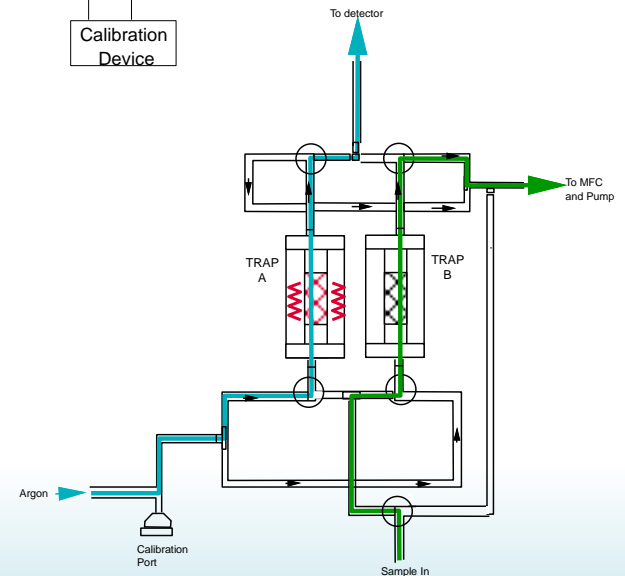 Calibration
Device
To detector
To MFC
and Pump
TRAP
A
TRAP
B
Argon
Calibration
Port
Sample In